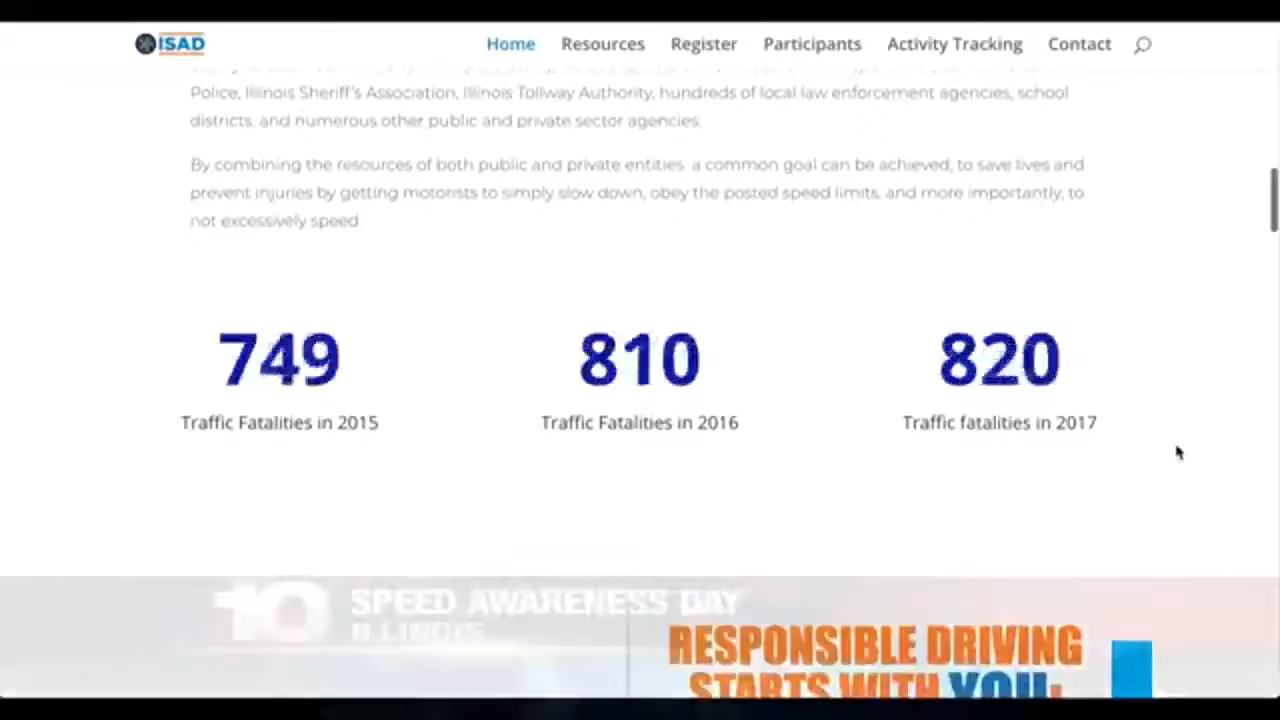 ISAD
Home Resources Register Participants Activity Tracking Contact
Police, Illinois Sheriff's Association, Illinois Tollway Authority, hundreds of local law enforcement agencies, school
districts, and numerous other public and private sector agencies.
By combining the resources of both public and private entities a common goal can be achieved, to save lives and
prevent injuries by getting motorists to simply slow down, obey the posted speed limits, and more importantly, to
not excessively speed
749
Traffic Fatalities in 2015
810
Traffic Fatalities in 2016
820
Traffic fatalities in 2017
10
SPEED AWARENESS DAY
ILLINOIS
RESPONSIBLE DRIVING
STARTS WITH YOU: